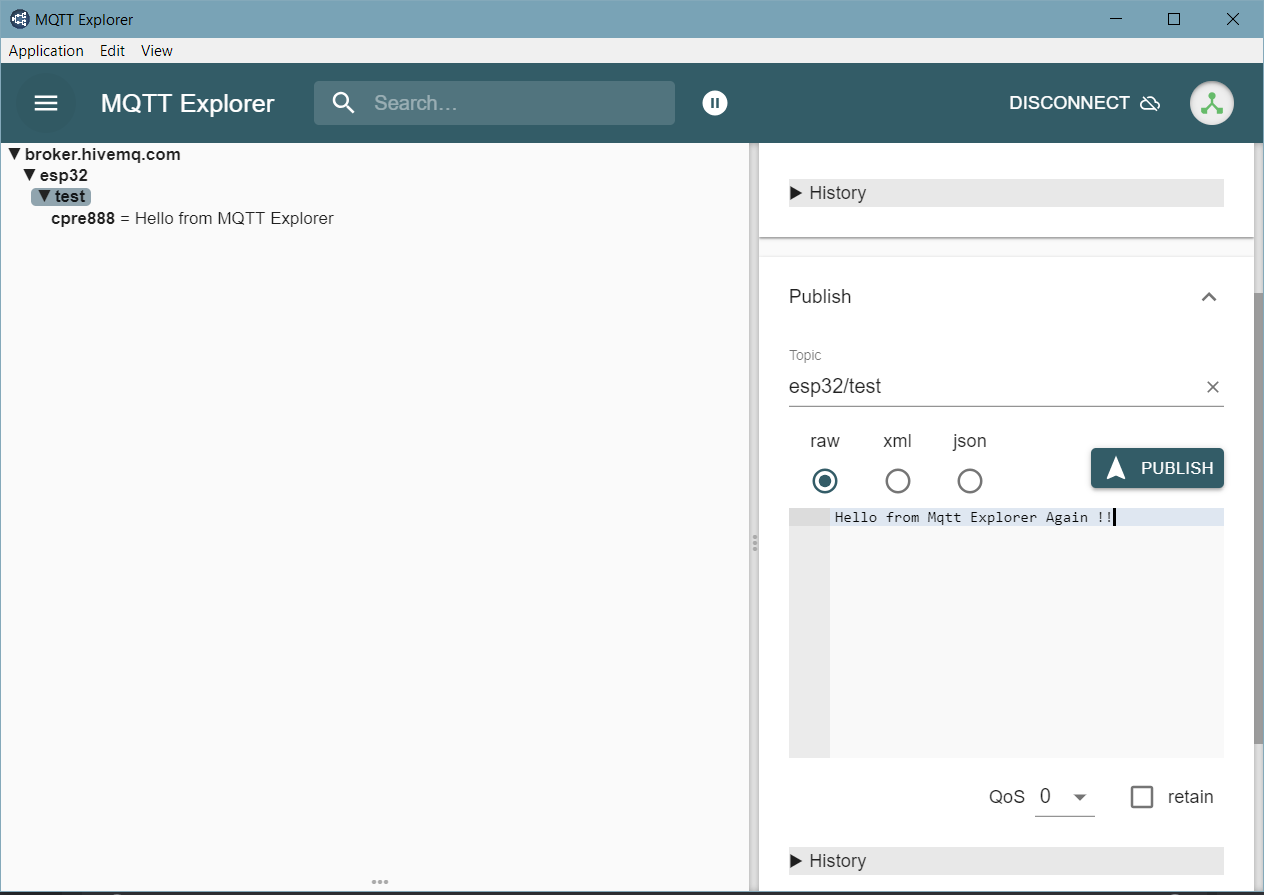 MQTT Explorer
Application Edit View
MQTT Explorer
Search...
DISCONNECT
broker.hivemq.com
esp32
test
cpre888 = Hello from MQTT Explorer
History
Publish
Topic
esp32/test
raw xml json
PUBLISH
Hello from Mqtt Explorer Again !!
QoS 0 retain
History